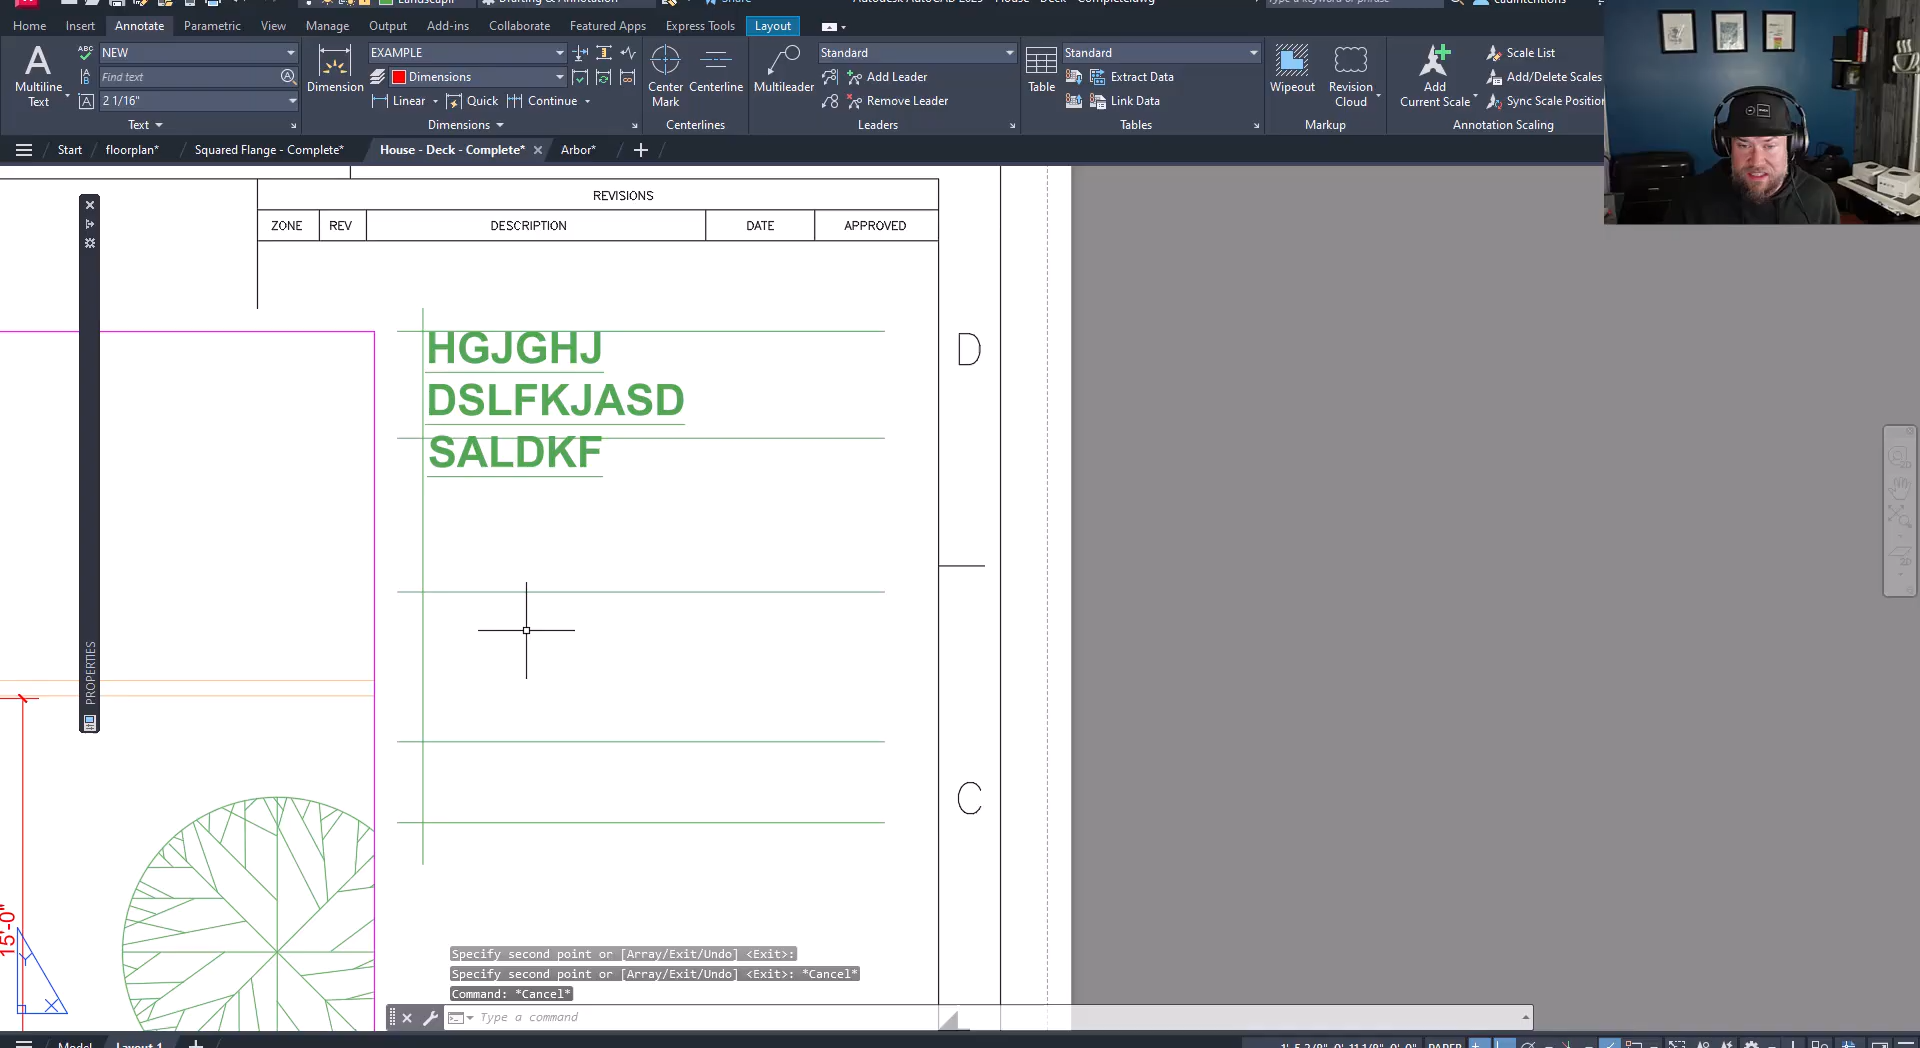 Share
Home Insert Annotate Parametric View Manage Output Add-ins Collaborate Featured Apps Express Tools Layout
A Multiline Text
ABC NEW
Find text
2 1/16"
Text
Dimension
EXAMPLE
Dimensions
Linear Quick Continue
Dimensions
Center Mark
Centerline
Centerlines
Multileader
Standard
Add Leader
Remove Leader
Leaders
Table
Standard
Extract Data
Link Data
Tables
Wipeout
Revision Cloud
Markup
Add Current Scale
Scale List
Add/Delete Scales
Sync Scale Position
Annotation Scaling
Start floorplan* Squared Flange - Complete* House - Deck - Complete* Arbor*
REVISIONS
ZONE REV DESCRIPTION DATE APPROVED
HGJGHJ
DSLFKJASD
SALDKF
D
C
PROPERTIES
15'-0"
Y
X
Specify second point or [Array/Exit/Undo] <Exit>:
Specify second point or [Array/Exit/Undo] <Exit>: *Cancel*
Command: *Cancel*
Type a command
Model Layout 1
PAPER